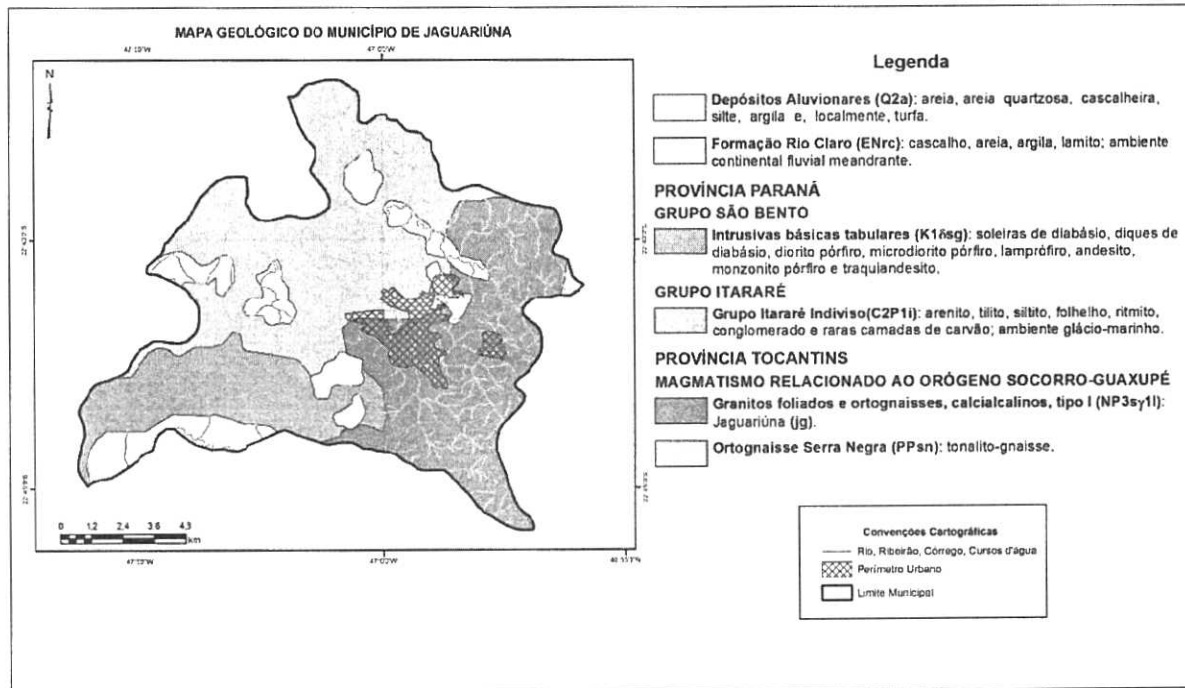 MAPA GEOLÓGICO DO MUNICÍPIO DE JAGUARIÚNA
47 00'W
N
0 1,2 2,4 3,6 4,3
km
47 00'W
Legenda
Depósitos Aluvionares (Q2a): areia, areia quartzosa, cascalheira,
silte, argila e, localmente, turfa.
Formação Rio Claro (ENrc): cascalho, areia, argila, lamito; ambiente
continental fluvial meandrante.
PROVÍNCIA PARANÁ
GRUPO SÃO BENTO
Intrusivas básicas tabulares (K1δsg): soleiras de diabásio, diques de
diabásio, diorito pórfiro, microdiorito pórfiro, lamprófiro, andesito,
monzonito pórfiro e traquiandesito.
GRUPO ITARARÉ
Grupo Itararé Indiviso(C2P1i): arenito, tilito, siltito, folhelho, ritmito,
conglomerado e raras camadas de carvão; ambiente glácio-marinho.
PROVÍNCIA TOCANTINS
MAGMATISMO RELACIONADO AO ORÓGENO SOCORRO-GUAXUPÉ
Granitos foliados e ortognaisses, calcialcalinos, tipo I (NP3sγ1I):
Jaguariúna (jg).
Ortognaisse Serra Negra (PPsn): tonalito-gnaisse.
Convenções Cartográficas
Rio, Ribeirão, Córrego, Cursos d'água
Perímetro Urbano
Limite Municipal